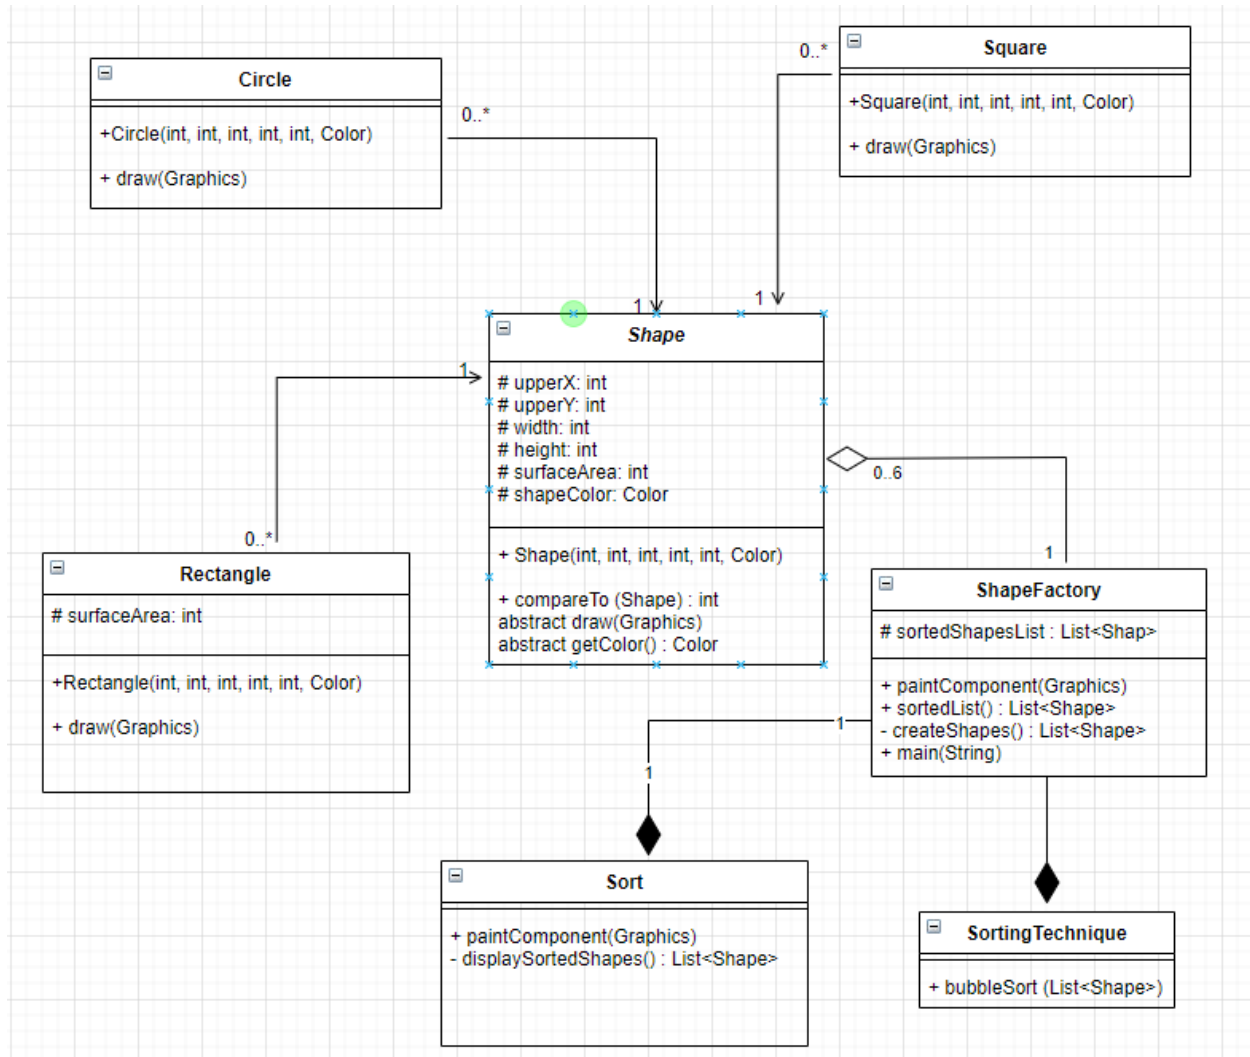 Circle
+Circle(int, int, int, int, int, Color)
+ draw(Graphics)
0..*
0..*
Square
+Square(int, int, int, int, int, Color)
+ draw(Graphics)
1
1
1
Shape
# upperX: int
# upperY: int
# width: int
# height: int
# surfaceArea: int
# shapeColor: Color
+ Shape(int, int, int, int, int, Color)
+ compareTo (Shape) : int
abstract draw(Graphics)
abstract getColor() : Color
0..6
1
0..*
Rectangle
# surfaceArea: int
+Rectangle(int, int, int, int, int, Color)
+ draw(Graphics)
ShapeFactory
# sortedShapesList : List<Shap>
+ paintComponent(Graphics)
+ sortedList() : List<Shape>
- createShapes() : List<Shape>
+ main(String)
1
1
Sort
+ paintComponent(Graphics)
- displaySortedShapes() : List<Shape>
SortingTechnique
+ bubbleSort (List<Shape>)